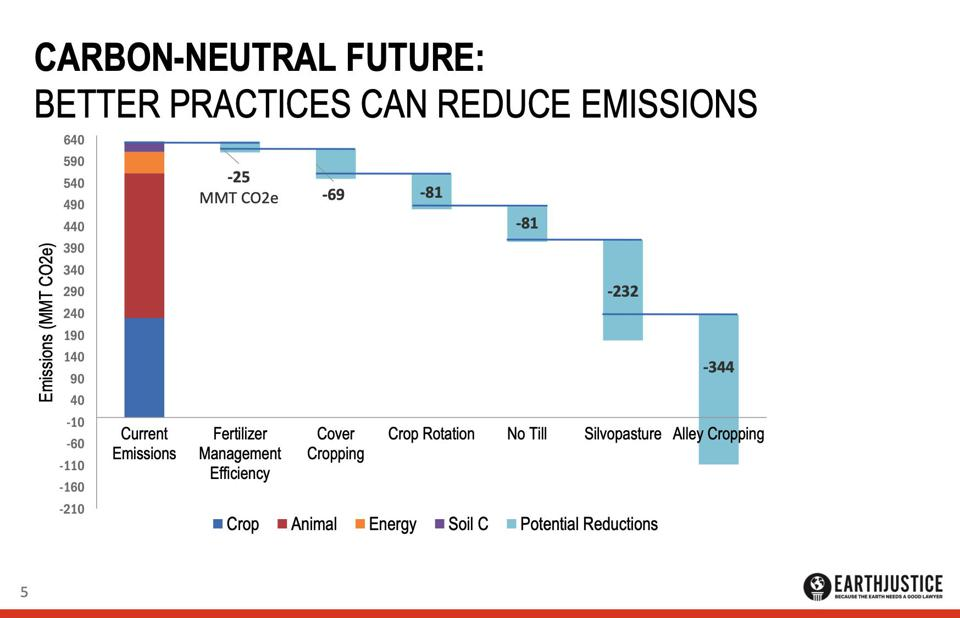 CARBON-NEUTRAL FUTURE:
BETTER PRACTICES CAN REDUCE EMISSIONS
Emissions (MMT CO2e)
640
590
540
490
440
390
340
290
240
190
140
90
40
-10
-60
-110
-160
-210
-25
MMT CO2e
-69
-81
-81
-232
-344
Current
Emissions
Fertilizer
Management
Efficiency
Cover
Cropping
Crop Rotation
No Till
Silvopasture
Alley Cropping
Crop
Animal
Energy
Soil C
Potential Reductions
5
EARTHJUSTICE
BECAUSE THE EARTH NEEDS A GOOD LAWYER